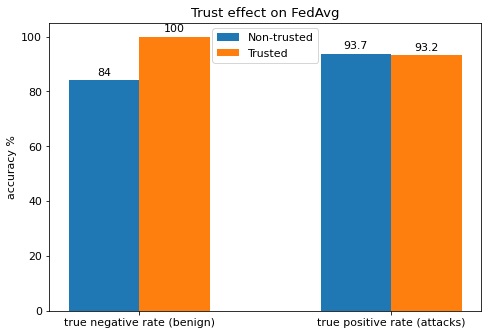 Trust effect on FedAvg
100
Non-trusted
Trusted
84
93.7
93.2
accuracy %
100
80
60
40
20
0
true negative rate (benign)
true positive rate (attacks)